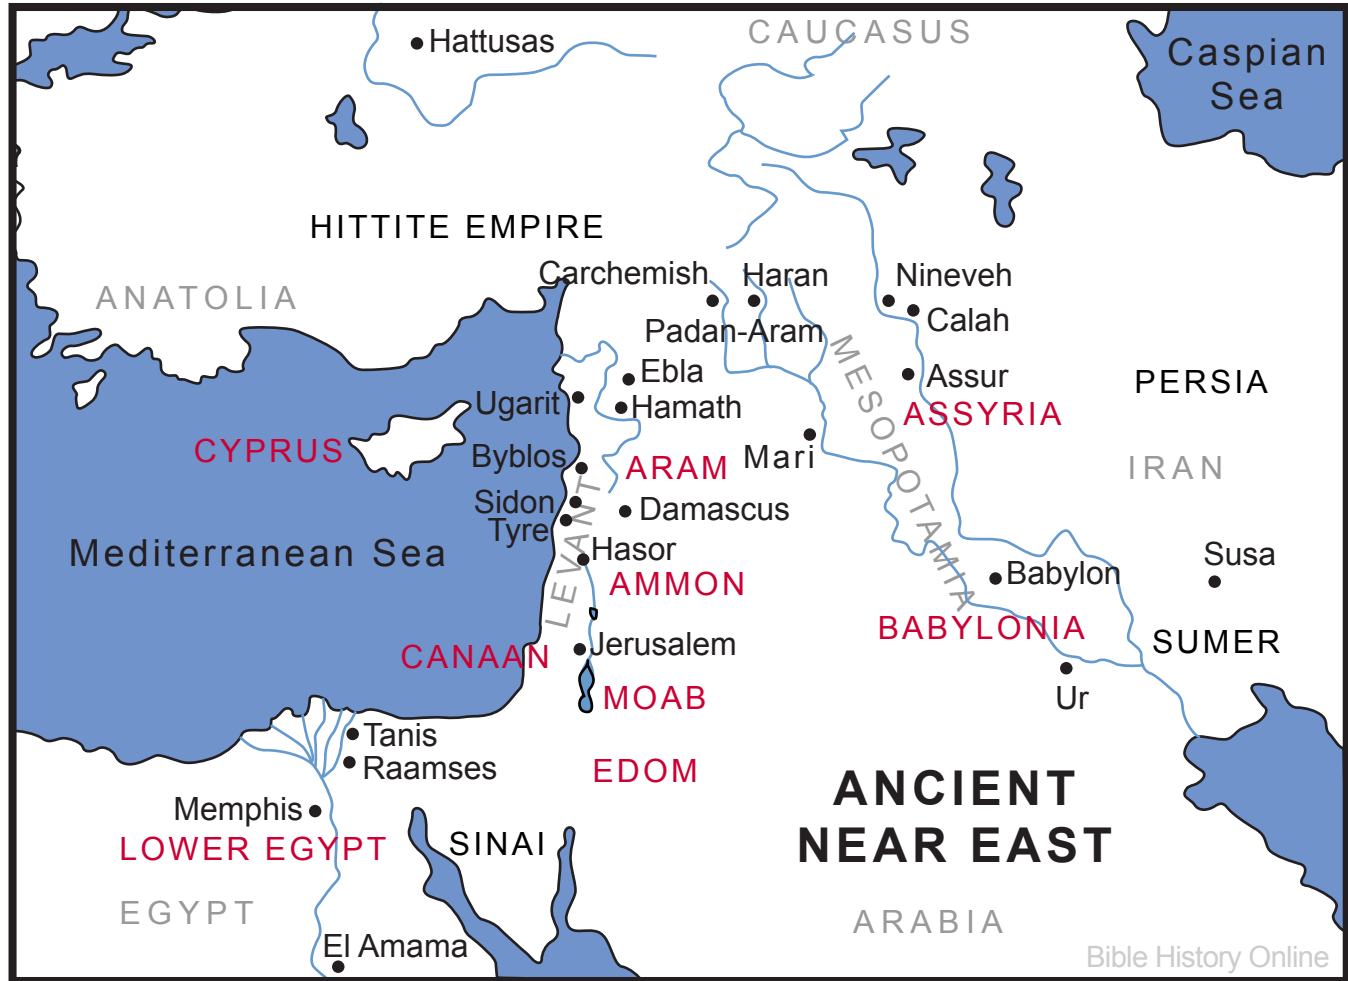 CAUCASUS
Hattusas
Caspian
Sea
HITTITE EMPIRE
Carchemish
Haran
Nineveh
ANATOLIA
Calah
Padan-Aram
MESOPOTAMIA
Ebla
Assur
PERSIA
Ugarit
Hamath
ASSYRIA
CYPRUS
Byblos
ARAM
Mari
IRAN
Sidon
LEVANT
Damascus
Tyre
Mediterranean Sea
Hasor
Susa
AMMON
Babylon
BABYLONIA
CANAAN
Jerusalem
SUMER
MOAB
Ur
Tanis
Raamses
EDOM
ANCIENT
NEAR EAST
Memphis
LOWER EGYPT
SINAI
EGYPT
ARABIA
El Amama
Bible History Online